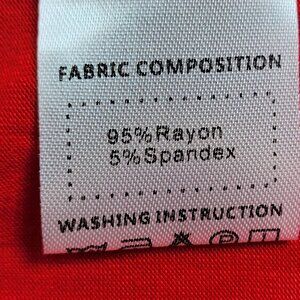 FABRIC COMPOSITION
95%Rayon
5%Spandex
WASHING INSTRUCTION